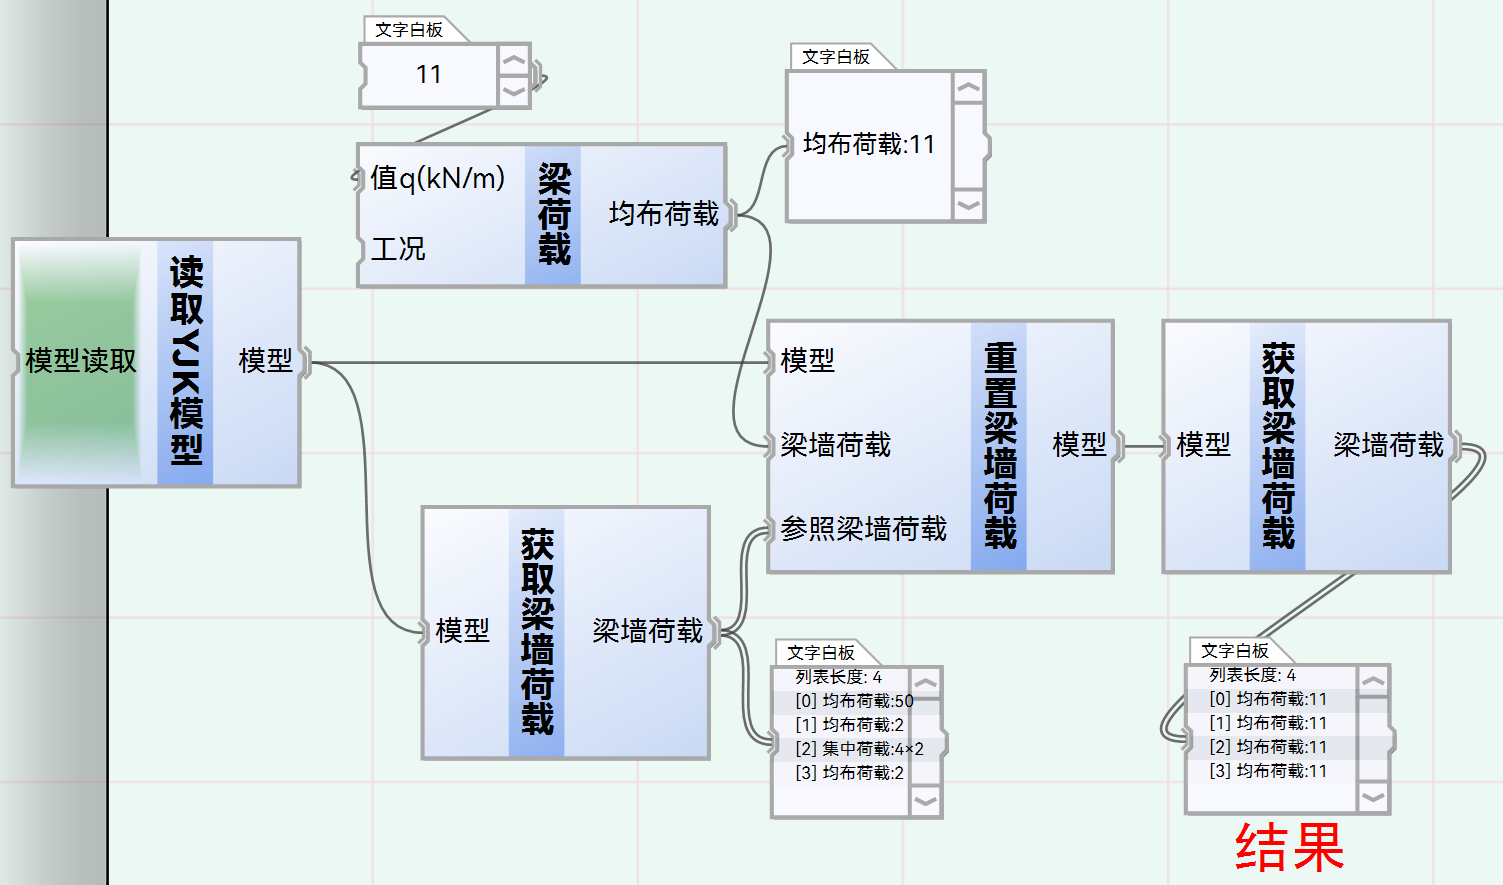 文字白板
11
文字白板
均布荷载:11
值q(kN/m)
工况
梁荷载
均布荷载
模型读取
读取YJK模型
模型
模型
梁墙荷载
参照梁墙荷载
重置梁墙荷载
模型
模型
获取梁墙荷载
梁墙荷载
模型
获取梁墙荷载
梁墙荷载
文字白板
列表长度: 4
[0] 均布荷载:50
[1] 均布荷载:2
[2] 集中荷载:4×2
[3] 均布荷载:2
文字白板
列表长度: 4
[0] 均布荷载:11
[1] 均布荷载:11
[2] 均布荷载:11
[3] 均布荷载:11
结果